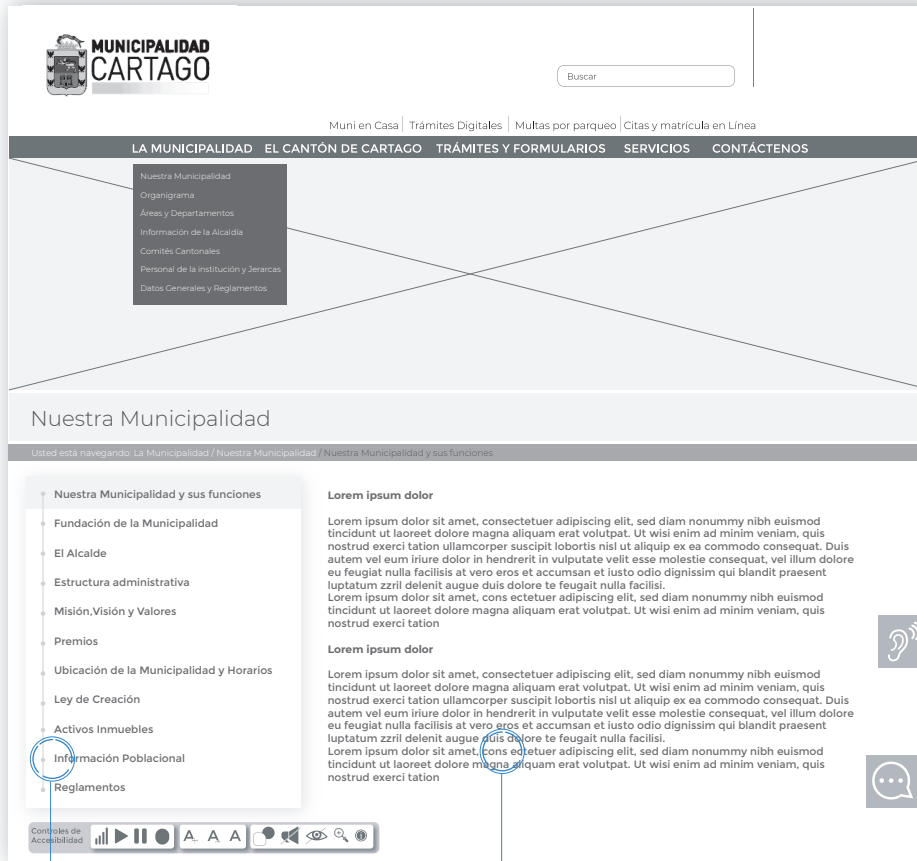 MUNICIPALIDAD
CARTAGO
Buscar
Muni en Casa Trámites Digitales Multas por parqueo Citas y matrícula en Línea
LA MUNICIPALIDAD EL CANTÓN DE CARTAGO TRÁMITES Y FORMULARIOS SERVICIOS CONTÁCTENOS
Nuestra Municipalidad
Organigrama
Áreas y Departamentos
Información de la Alcaldía
Comités Cantonales
Personal de la institución y Jerarcas
Datos Generales y Reglamentos
Nuestra Municipalidad
Usted está navegando: La Municipalidad / Nuestra Municipalidad / Nuestra Municipalidad y sus funciones
Nuestra Municipalidad y sus funciones
Fundación de la Municipalidad
El Alcalde
Estructura administrativa
Misión,Visión y Valores
Premios
Ubicación de la Municipalidad y Horarios
Ley de Creación
Activos Inmuebles
Información Poblacional
Reglamentos
Lorem ipsum dolor
Lorem ipsum dolor sit amet, consectetuer adipiscing elit, sed diam nonummy nibh euismod
tincidunt ut laoreet dolore magna aliquam erat volutpat. Ut wisi enim ad minim veniam, quis
nostrud exerci tation ullamcorper suscipit lobortis nisl ut aliquip ex ea commodo consequat. Duis
autem vel eum iriure dolor in hendrerit in vulputate velit esse molestie consequat, vel illum dolore
eu feugiat nulla facilisis at vero eros et accumsan et iusto odio dignissim qui blandit praesent
luptatum zzril delenit augue duis dolore te feugait nulla facilisi.
Lorem ipsum dolor sit amet, cons ectetuer adipiscing elit, sed diam nonummy nibh euismod
tincidunt ut laoreet dolore magna aliquam erat volutpat. Ut wisi enim ad minim veniam, quis
nostrud exerci tation
Lorem ipsum dolor
Lorem ipsum dolor sit amet, consectetuer adipiscing elit, sed diam nonummy nibh euismod
tincidunt ut laoreet dolore magna aliquam erat volutpat. Ut wisi enim ad minim veniam, quis
nostrud exerci tation ullamcorper suscipit lobortis nisl ut aliquip ex ea commodo consequat. Duis
autem vel eum iriure dolor in hendrerit in vulputate velit esse molestie consequat, vel illum dolore
eu feugiat nulla facilisis at vero eros et accumsan et iusto odio dignissim qui blandit praesent
luptatum zzril delenit augue duis dolore te feugait nulla facilisi.
Lorem ipsum dolor sit amet, cons ectetuer adipiscing elit, sed diam nonummy nibh euismod
tincidunt ut laoreet dolore magna aliquam erat volutpat. Ut wisi enim ad minim veniam, quis
nostrud exerci tation
Controles de
Accesibilidad
A+ A A